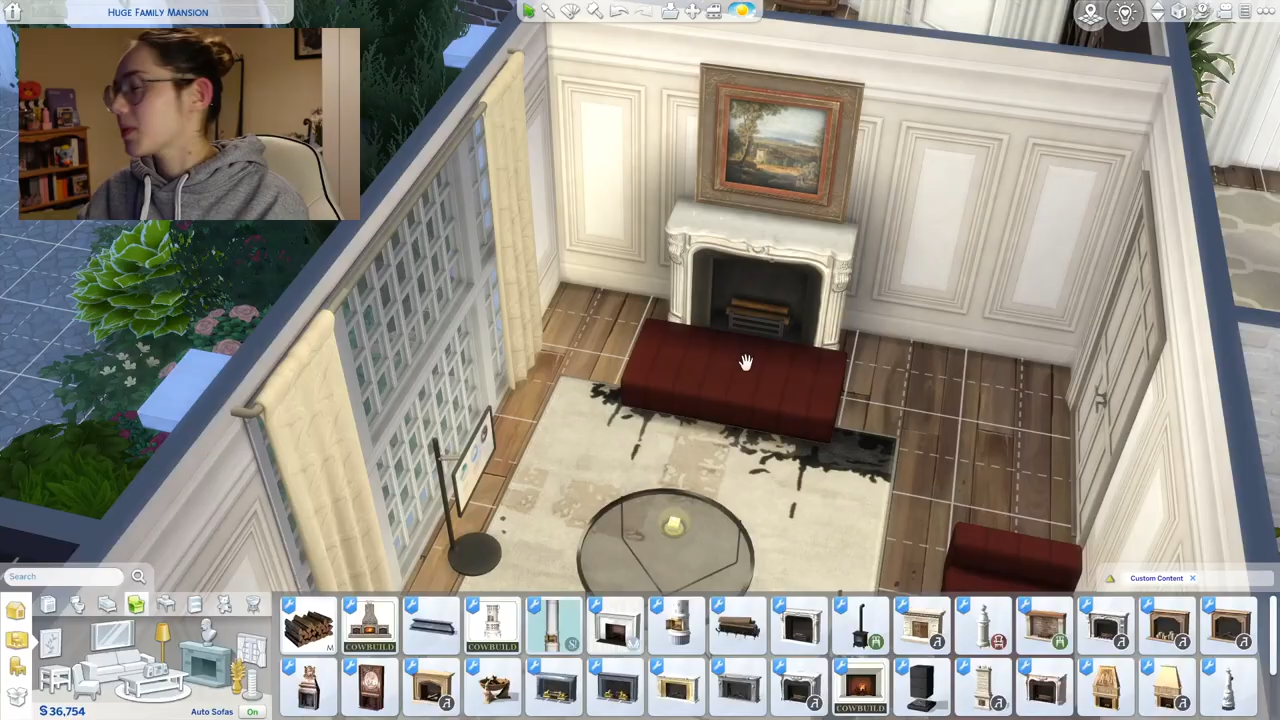 HUGE FAMILY MANSION
Search
Custom Content
M
COWBUILD
COWBUILD
S
COWBUILD
§36,754
Auto Sofas
On